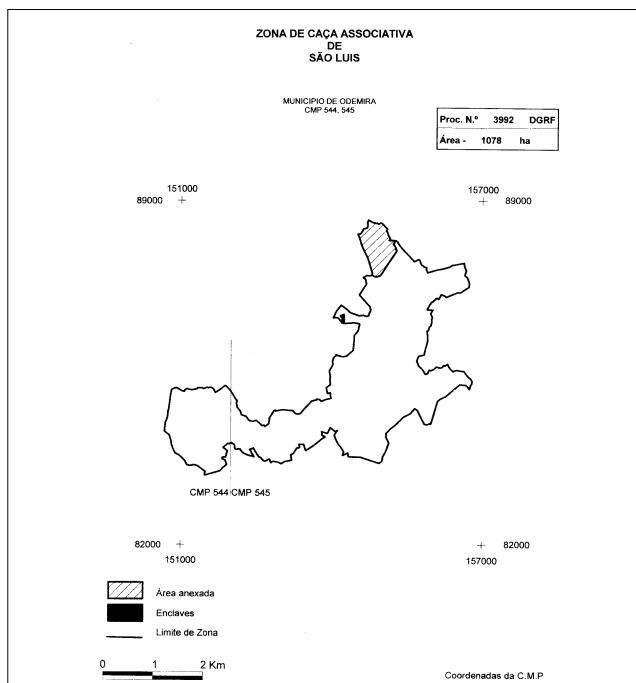 ZONA DE CAÇA ASSOCIATIVA
DE
SÃO LUIS
MUNICIPIO DE ODEMIRA
CMP 544, 545
Proc. N.º 3992 DGRF
Área - 1078 ha
151000
89000
157000
89000
CMP 544 CMP 545
82000
151000
82000
157000
Área anexada
Enclaves
Limite de Zona
0 1 2 Km
Coordenadas da C.M.P